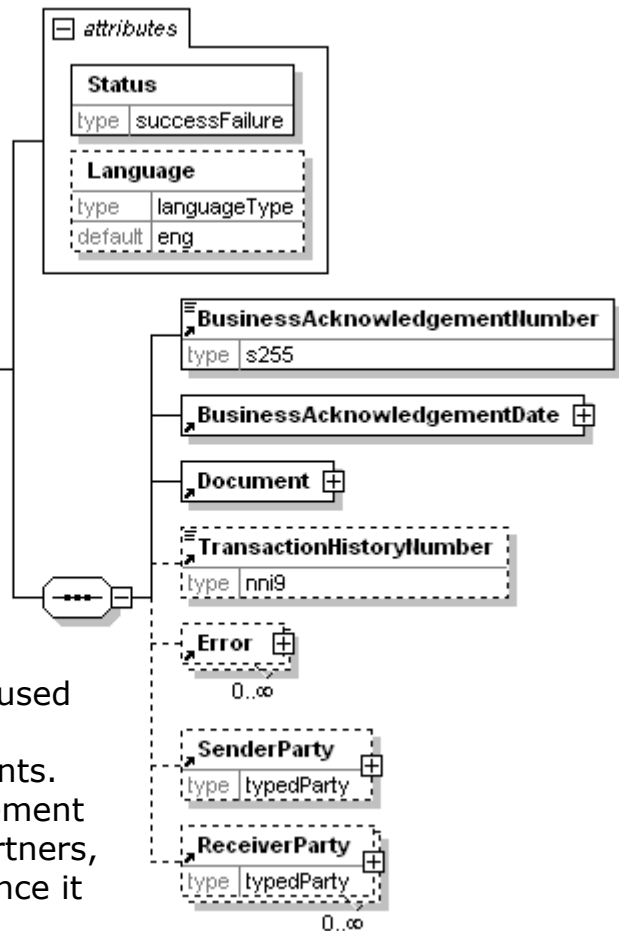 attributes
Status
type successFailure
Language
type languageType
default eng
BusinessAcknowledgementNumber
type s255
BusinessAcknowledgementDate
Document
TransactionHistoryNumber
type nni9
Error
0..∞
SenderParty
type typedParty
ReceiverParty
type typedParty
0..∞
used
nts.
ement
rtners,
nce it